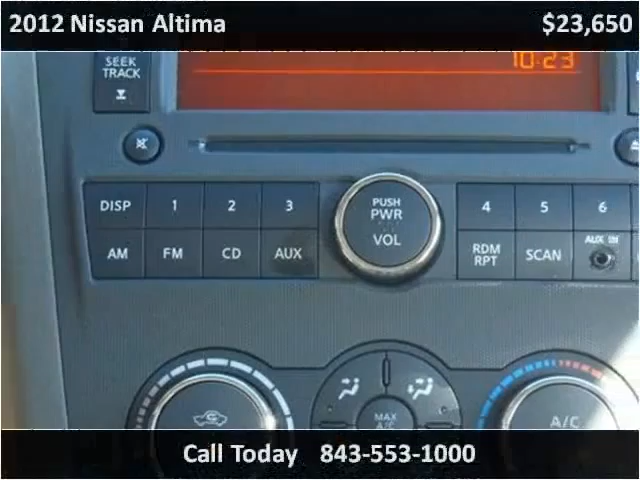 2012 Nissan Altima $23,650
SEEK
TRACK
10:23
DISP 1 2 3 PUSH PWR VOL 4 5 6
AM FM CD AUX RDM RPT SCAN AUX IN
MAX
A/C
A/C
Call Today 843-553-1000